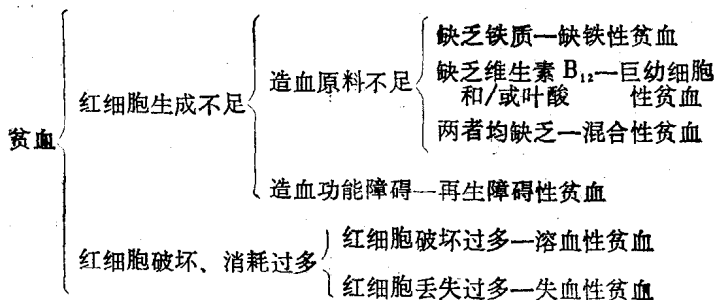 缺乏铁质—缺铁性贫血
造血原料不足
缺乏维生素 B₁₂—巨幼细胞
和/或叶酸 性贫血
红细胞生成不足
两者均缺乏—混合性贫血
贫血
造血功能障碍—再生障碍性贫血
红细胞破坏过多—溶血性贫血
红细胞破坏、消耗过多
红细胞丢失过多—失血性贫血